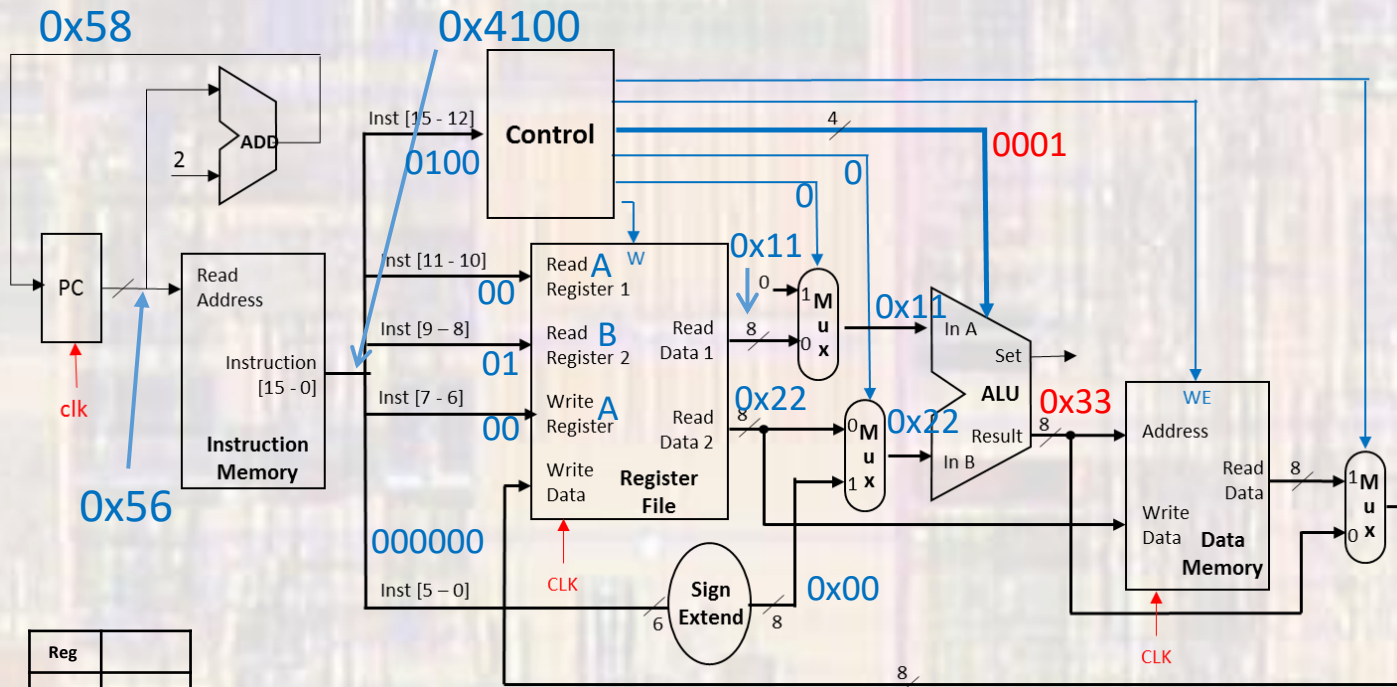 0x58
0x4100
ADD
2
PC
clk
0x56
Read
Address
Instruction
[15 - 0]
Instruction
Memory
Inst [15 - 12]
0100
Control
4
0001
0
0
Inst [11 - 10]
00
Inst [9 – 8]
01
Inst [7 - 6]
00
000000
Inst [5 – 0]
Read A
Register 1
W
Read B
Register 2
Write A
Register
Write
Data
Read
Data 1
Read
Data 2
Register
File
CLK
0x11
8
0x22
8
0
1
M
u
x
0
0x11
0
M
u
x
1
0x22
6
Sign
Extend
8
0x00
In A
Set
ALU
Result
In B
0x33
8
WE
Address
Read
Data
Write
Data
Data
Memory
CLK
8
1
M
u
x
0
8
Reg